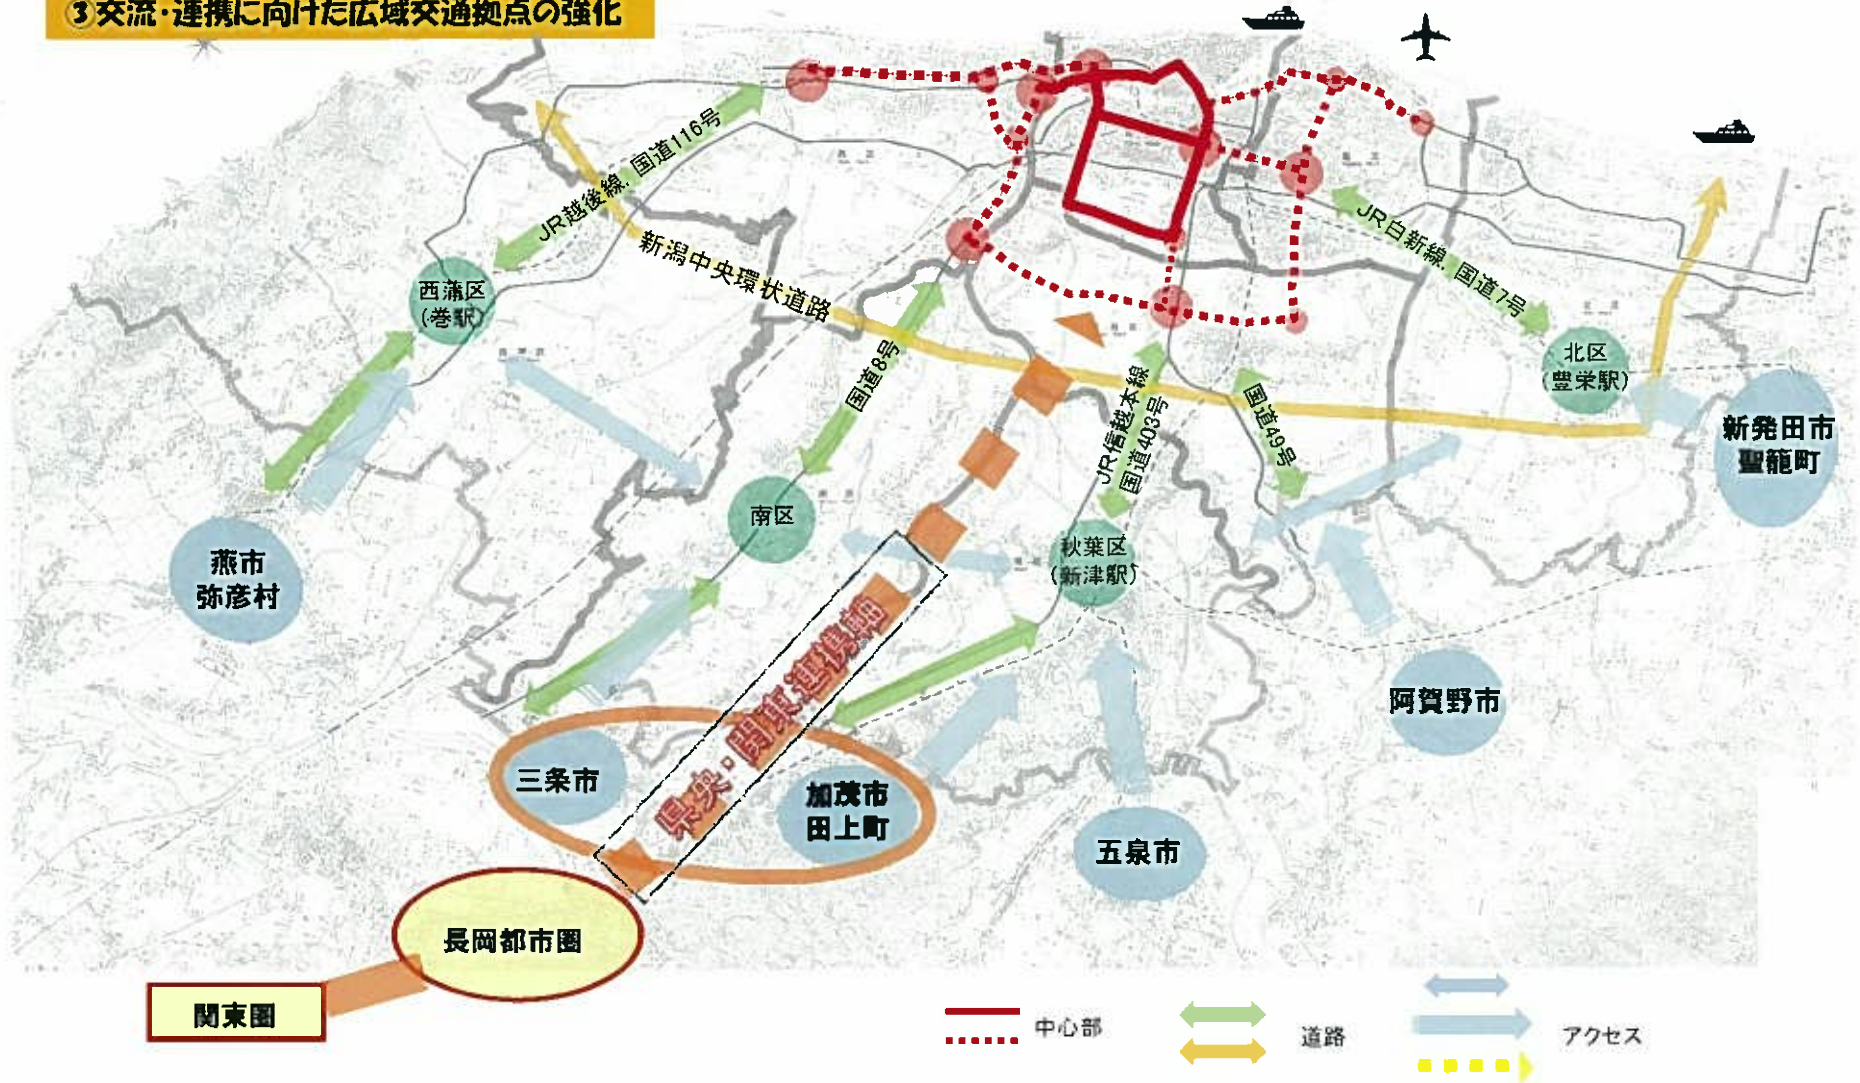 ③交流・連携に向けた広域交通拠点の強化
JR越後線、国道116号
新潟中央環状道路
JR白新線、国道7号
西蒲区
(巻駅)
国道8号
JR信越本線
国道403号
国道49号
北区
(豊栄駅)
新発田市
聖籠町
南区
秋葉区
(新津駅)
燕市
弥彦村
県央・関東連携軸
阿賀野市
三条市
加茂市
田上町
五泉市
長岡都市圏
関東圏
中心部
道路
アクセス